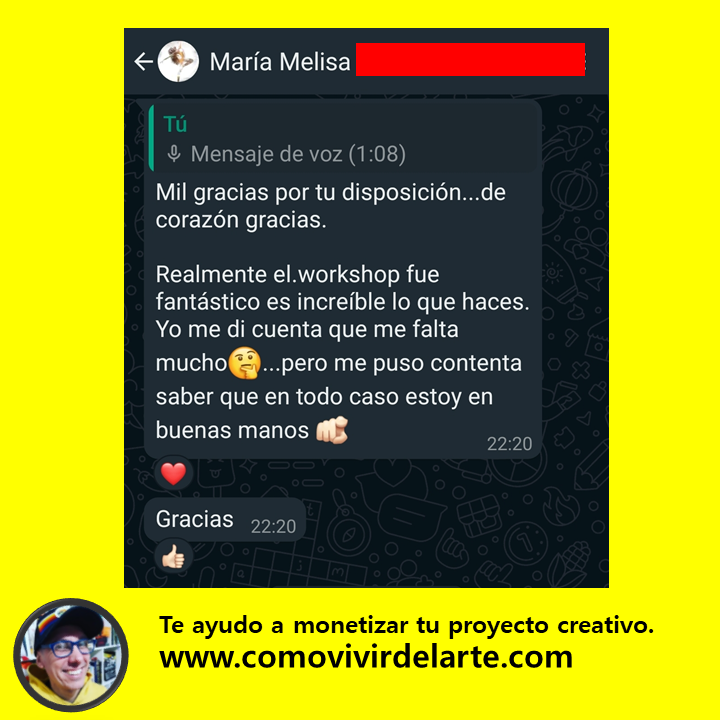 María Melisa
Tú
Mensaje de voz (1:08)
Mil gracias por tu disposición...de
corazón gracias.
Realmente el.workshop fue
fantástico es increíble lo que haces.
Yo me di cuenta que me falta
mucho🤔...pero me puso contenta
saber que en todo caso estoy en
buenas manos 🫵🏻
22:20
❤️
Gracias 22:20
👍🏻
Te ayudo a monetizar tu proyecto creativo.
www.comovivirdelarte.com